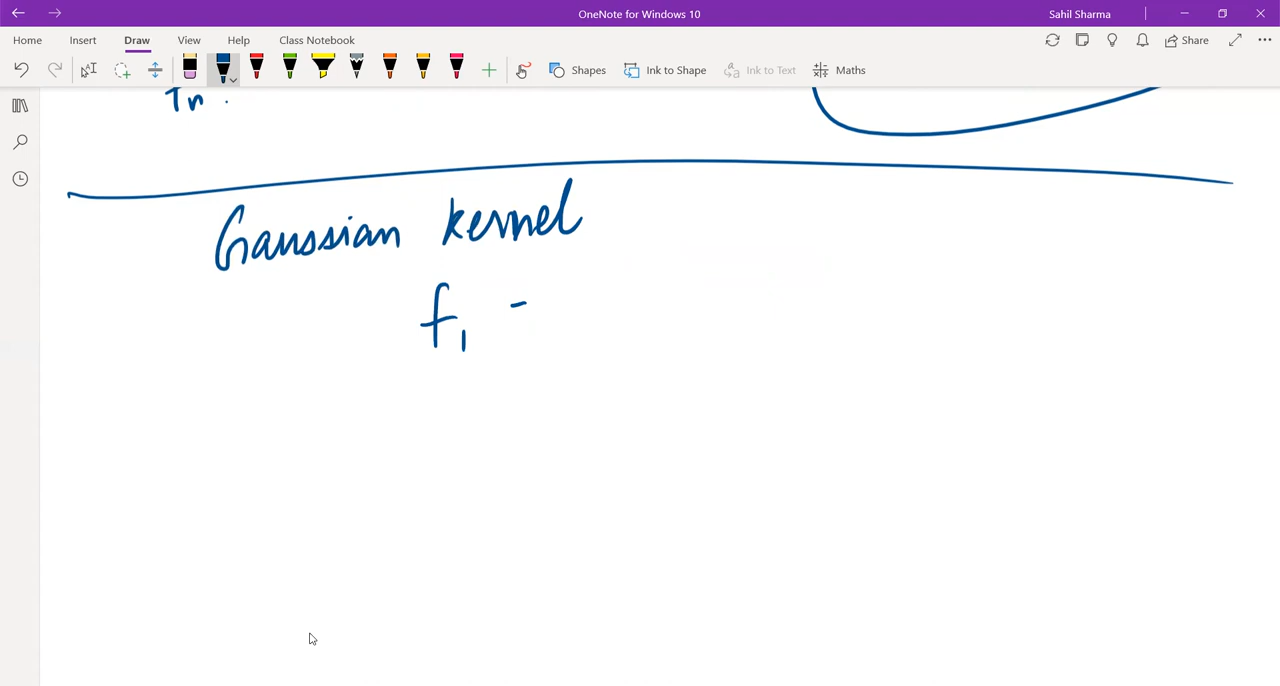 OneNote for Windows 10
Sahil Sharma
Home Insert Draw View Help Class Notebook
Share
Shapes Ink to Shape Ink to Text Maths
Gaussian kernel
f₁ -